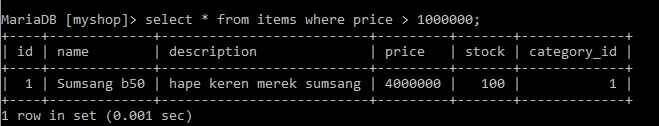 MariaDB [myshop]> select * from items where price > 1000000;
+----+-------------+--------------------------+---------+-------+-------------+
| id | name        | description              | price   | stock | category_id |
+----+-------------+--------------------------+---------+-------+-------------+
|  1 | Sumsang b50 | hape keren merek sumsang | 4000000 |   100 |           1 |
+----+-------------+--------------------------+---------+-------+-------------+
1 row in set (0.001 sec)